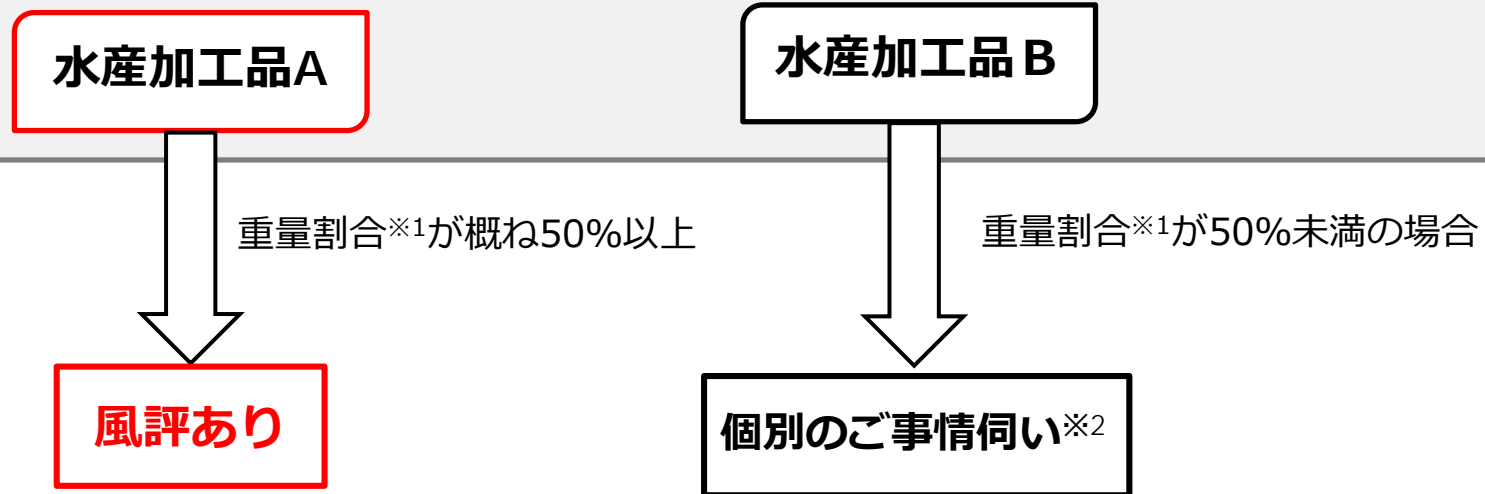 水産加工品A
水産加工品B
重量割合※1が概ね50%以上
重量割合※1が50%未満の場合
風評あり
個別のご事情伺い※2